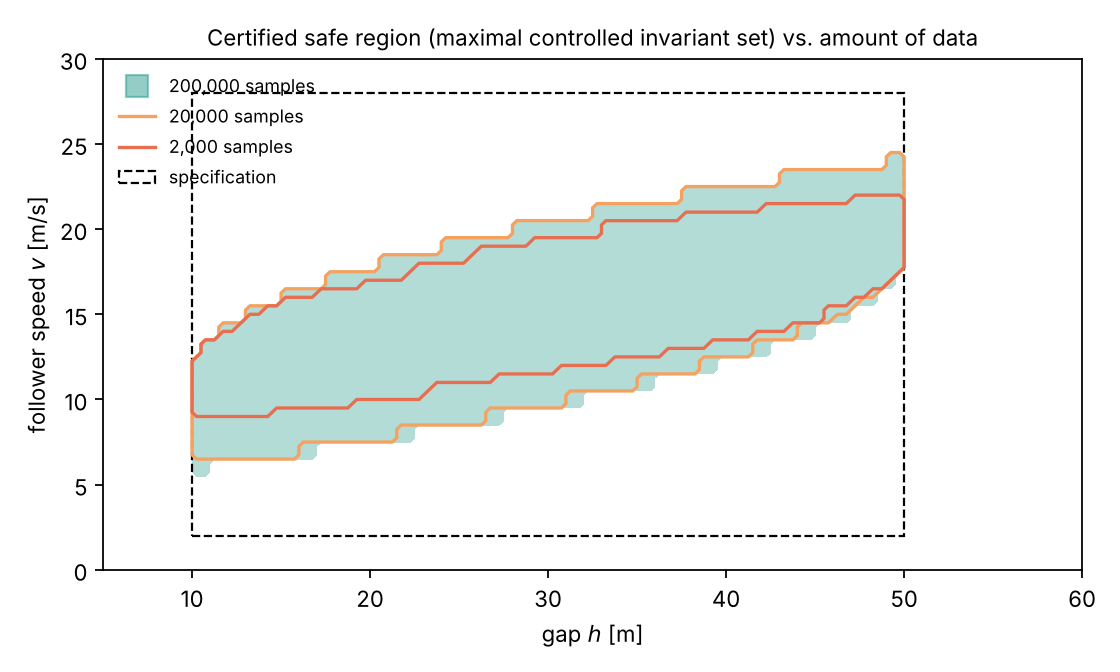 Certified safe region (maximal controlled invariant set) vs. amount of data
30
25
20
15
10
5
0
follower speed v [m/s]
200,000 samples
20,000 samples
2,000 samples
specification
10 20 30 40 50 60
gap h [m]